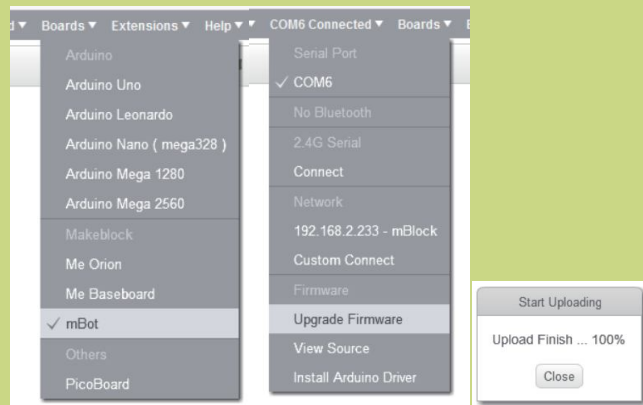 d ▼ Boards ▼ Extensions ▼ Help ▼
Arduino
Arduino Uno
Arduino Leonardo
Arduino Nano ( mega328 )
Arduino Mega 1280
Arduino Mega 2560
Makeblock
Me Orion
Me Baseboard
✓ mBot
Others
PicoBoard
▼ COM6 Connected ▼ Boards ▼ E
Serial Port
✓ COM6
No Bluetooth
2.4G Serial
Connect
Network
192.168.2.233 - mBlock
Custom Connect
Firmware
Upgrade Firmware
View Source
Install Arduino Driver
Start Uploading
Upload Finish ... 100%
Close